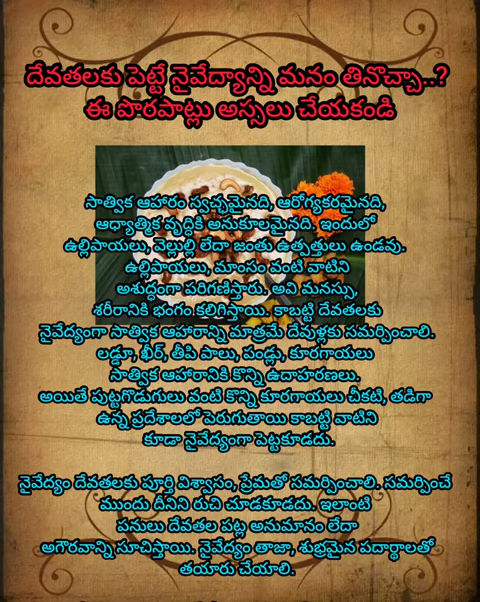 దేవతలకు పెట్టే నైవేద్యాన్ని మనం తినొచ్చా..?
ఈ పొరపాట్లు అస్సలు చేయకండి
సాత్విక ఆహారం స్వచ్ఛమైనది, ఆరోగ్యకరమైనది,
ఆధ్యాత్మిక వృద్ధికి అనుకూలమైనది. ఇందులో
ఉల్లిపాయలు, వెల్లుల్లి లేదా జంతు ఉత్పత్తులు ఉండవు.
ఉల్లిపాయలు, మాంసం వంటి వాటిని
అశుద్ధంగా పరిగణిస్తారు. అవి మనస్సు,
శరీరానికి భంగం కలిగిస్తాయి. కాబట్టి దేవతలకు
నైవేద్యంగా సాత్విక ఆహారాన్ని మాత్రమే దేవుళ్లకు సమర్పించాలి.
లడ్డూ, ఖీర్, తీపి పాలు, పండ్లు, కూరగాయలు
సాత్విక ఆహారానికి కొన్ని ఉదాహరణలు.
అయితే పుట్టగొడుగులు వంటి కొన్ని కూరగాయలు చీకటి, తడిగా
ఉన్న ప్రదేశాలలో పెరుగుతాయి కాబట్టి వాటిని
కూడా నైవేద్యంగా పెట్టకూడదు.
నైవేద్యం దేవతలకు పూర్తి విశ్వాసం, ప్రేమతో సమర్పించాలి. సమర్పించే
ముందు దీనిని రుచి చూడకూడదు. ఇలాంటి
పనులు దేవతల పట్ల అనుమానం లేదా
అగౌరవాన్ని సూచిస్తాయి. నైవేద్యం తాజా, శుభ్రమైన పదార్థాలతో
తయారు చేయాలి.